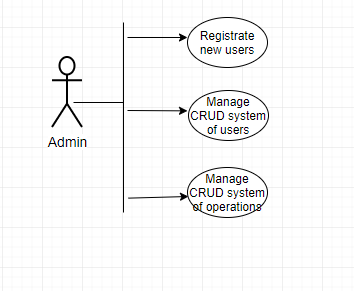 Registrate
new users
Admin
Manage
CRUD system
of users
Manage
CRUD system
of operations